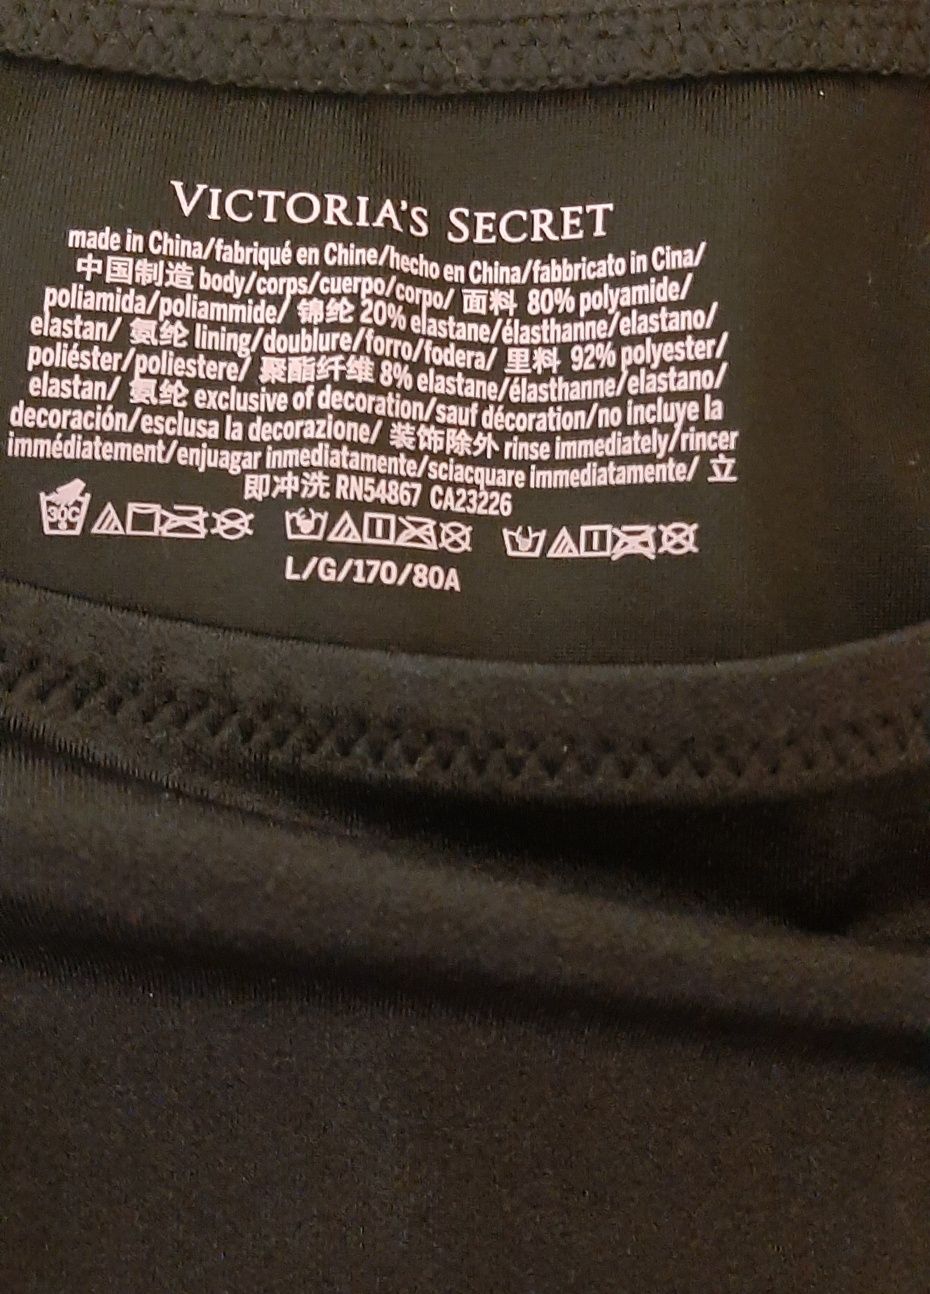 VICTORIA'S SECRET
made in China/fabriqué en Chine/hecho en China/fabbricato in Cina/
中国制造 body/corps/cuerpo/corpo/ 面料 80% polyamide/
poliamida/poliammide/ 锦纶 20% elastane/élasthanne/elastano/
elastan/ 氨纶 lining/doublure/forro/fodera/ 里料 92% polyester/
poliéster/poliestere/ 聚酯纤维 8% elastane/élasthanne/elastano/
elastan/ 氨纶 exclusive of decoration/sauf décoration/no incluye la
decoración/esclusa la decorazione/ 装饰除外 rinse immediately/rincer
immédiatement/enjuagar inmediatamente/sciacquare immediatamente/ 立
即冲洗 RN54867 CA23226
30C
L/G/170/80A